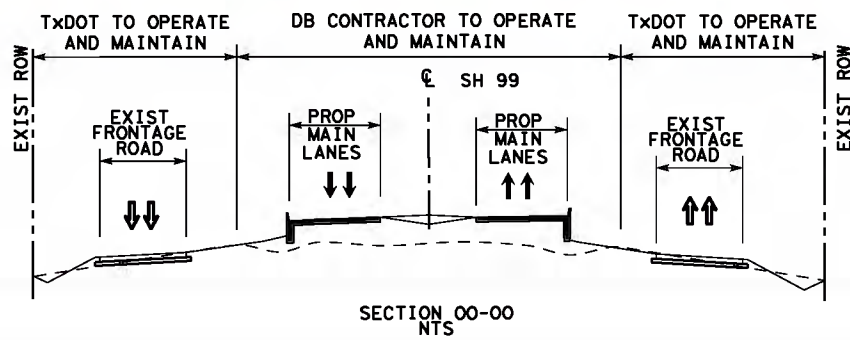 TxDOT TO OPERATE
AND MAINTAIN
DB CONTRACTOR TO OPERATE
AND MAINTAIN
TxDOT TO OPERATE
AND MAINTAIN
EXIST ROW
℄ SH 99
EXIST ROW
EXIST
FRONTAGE
ROAD
PROP
MAIN
LANES
PROP
MAIN
LANES
EXIST
FRONTAGE
ROAD
SECTION 00-00
NTS